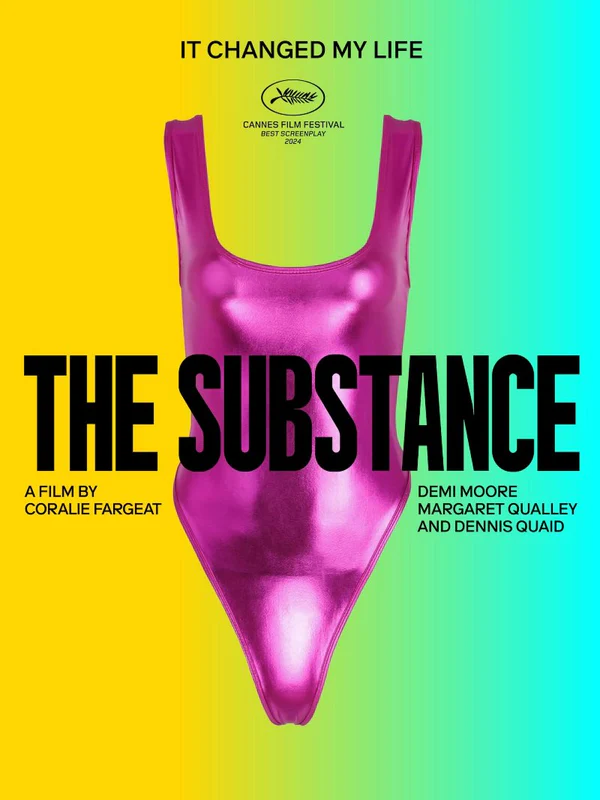 IT CHANGED MY LIFE
CANNES FILM FESTIVAL
BEST SCREENPLAY
2024
THE SUBSTANCE
A FILM BY
CORALIE FARGEAT
DEMI MOORE
MARGARET QUALLEY
AND DENNIS QUAID